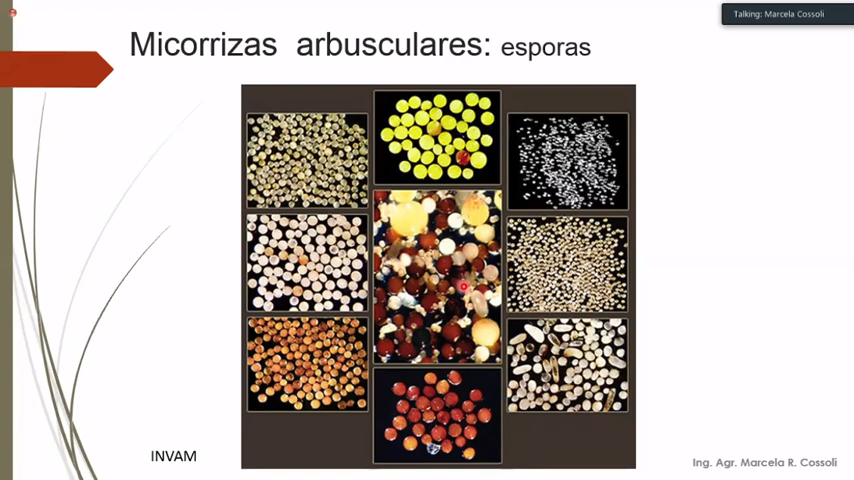 Talking: Marcela Cossoli
Micorrizas arbusculares: esporas
INVAM
Ing. Agr. Marcela R. Cossoli